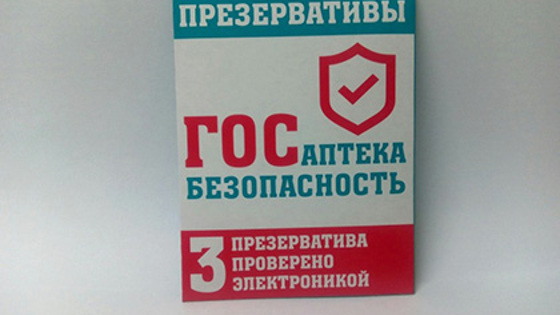 ПРЕЗЕРВАТИВЫ
ГОСАПТЕКА
БЕЗОПАСНОСТЬ
3 ПРЕЗЕРВАТИВА
ПРОВЕРЕНО
ЭЛЕКТРОНИКОЙ